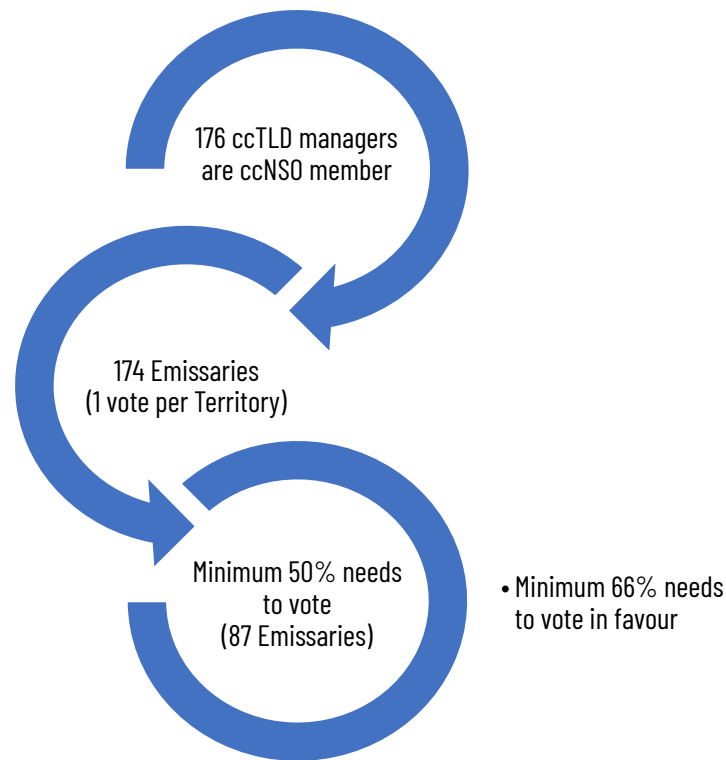 176 ccTLD managers
are ccNSO member
174 Emissaries
(1 vote per Territory)
Minimum 50% needs
to vote
(87 Emissaries)
• Minimum 66% needs
to vote in favour